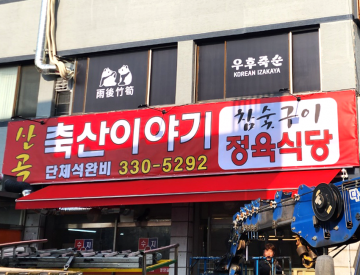 雨後竹筍
우후죽순
KOREAN IZAKAYA
산곡
축산이야기
단체석완비 330-5292
참숯구이
정육식당